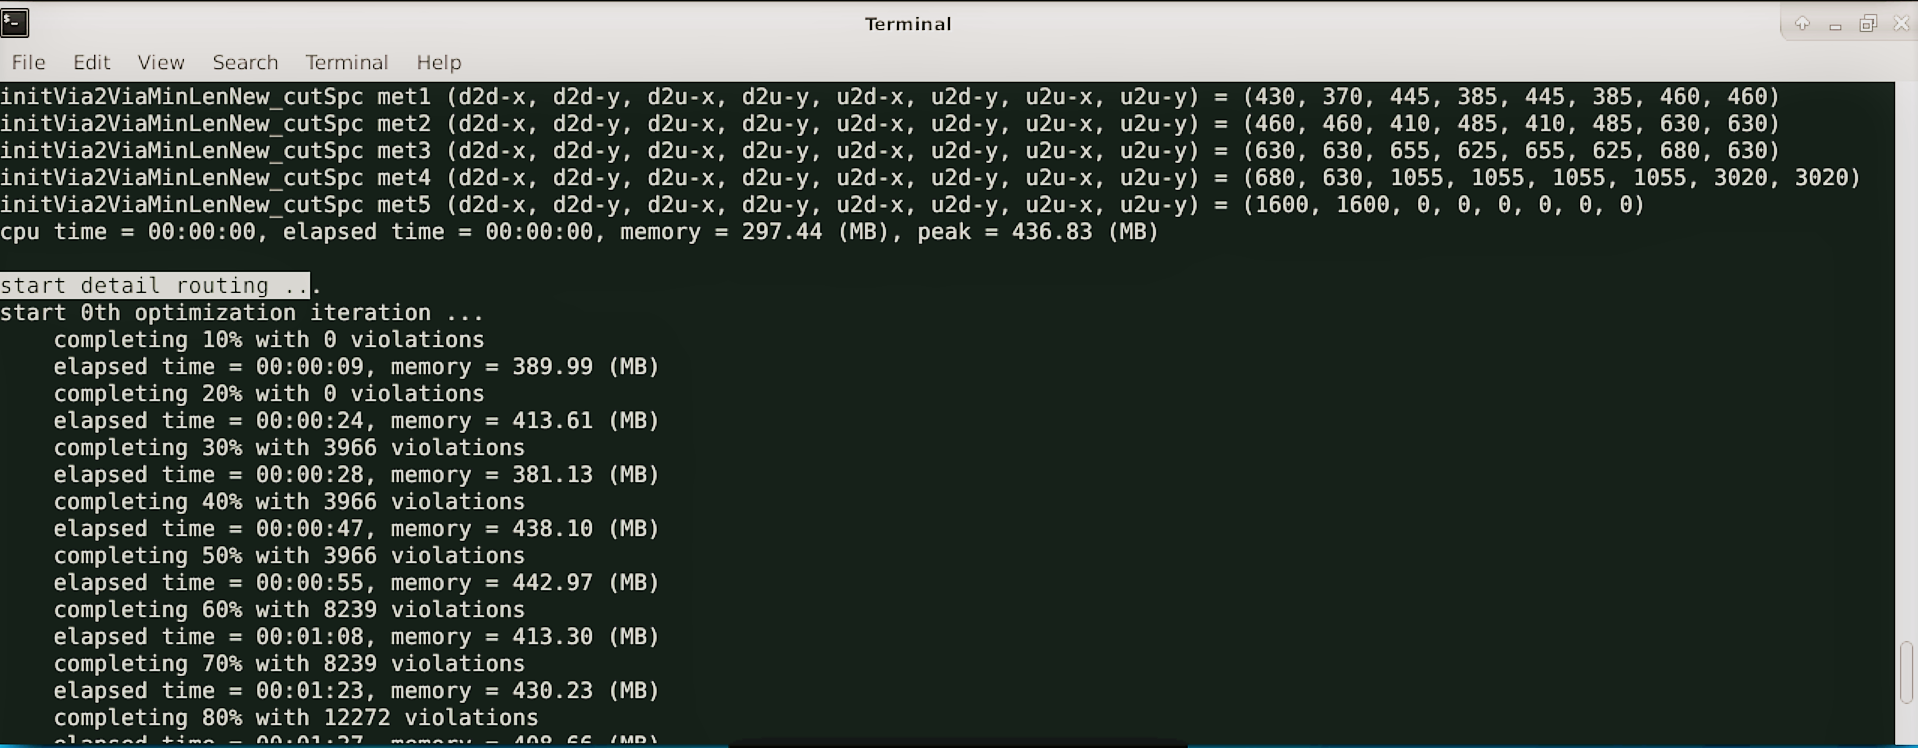 Terminal
File Edit View Search Terminal Help
initVia2ViaMinLenNew_cutSpc met1 (d2d-x, d2d-y, d2u-x, d2u-y, u2d-x, u2d-y, u2u-x, u2u-y) = (430, 370, 445, 385, 445, 385, 460, 460)
initVia2ViaMinLenNew_cutSpc met2 (d2d-x, d2d-y, d2u-x, d2u-y, u2d-x, u2d-y, u2u-x, u2u-y) = (460, 460, 410, 485, 410, 485, 630, 630)
initVia2ViaMinLenNew_cutSpc met3 (d2d-x, d2d-y, d2u-x, d2u-y, u2d-x, u2d-y, u2u-x, u2u-y) = (630, 630, 655, 625, 655, 625, 680, 630)
initVia2ViaMinLenNew_cutSpc met4 (d2d-x, d2d-y, d2u-x, d2u-y, u2d-x, u2d-y, u2u-x, u2u-y) = (680, 630, 1055, 1055, 1055, 1055, 3020, 3020)
initVia2ViaMinLenNew_cutSpc met5 (d2d-x, d2d-y, d2u-x, d2u-y, u2d-x, u2d-y, u2u-x, u2u-y) = (1600, 1600, 0, 0, 0, 0, 0, 0)
cpu time = 00:00:00, elapsed time = 00:00:00, memory = 297.44 (MB), peak = 436.83 (MB)
start detail routing ...
start 0th optimization iteration ...
completing 10% with 0 violations
elapsed time = 00:00:09, memory = 389.99 (MB)
completing 20% with 0 violations
elapsed time = 00:00:24, memory = 413.61 (MB)
completing 30% with 3966 violations
elapsed time = 00:00:28, memory = 381.13 (MB)
completing 40% with 3966 violations
elapsed time = 00:00:47, memory = 438.10 (MB)
completing 50% with 3966 violations
elapsed time = 00:00:55, memory = 442.97 (MB)
completing 60% with 8239 violations
elapsed time = 00:01:08, memory = 413.30 (MB)
completing 70% with 8239 violations
elapsed time = 00:01:23, memory = 430.23 (MB)
completing 80% with 12272 violations
elapsed time = 00:01:27, memory = 408.66 (MB)